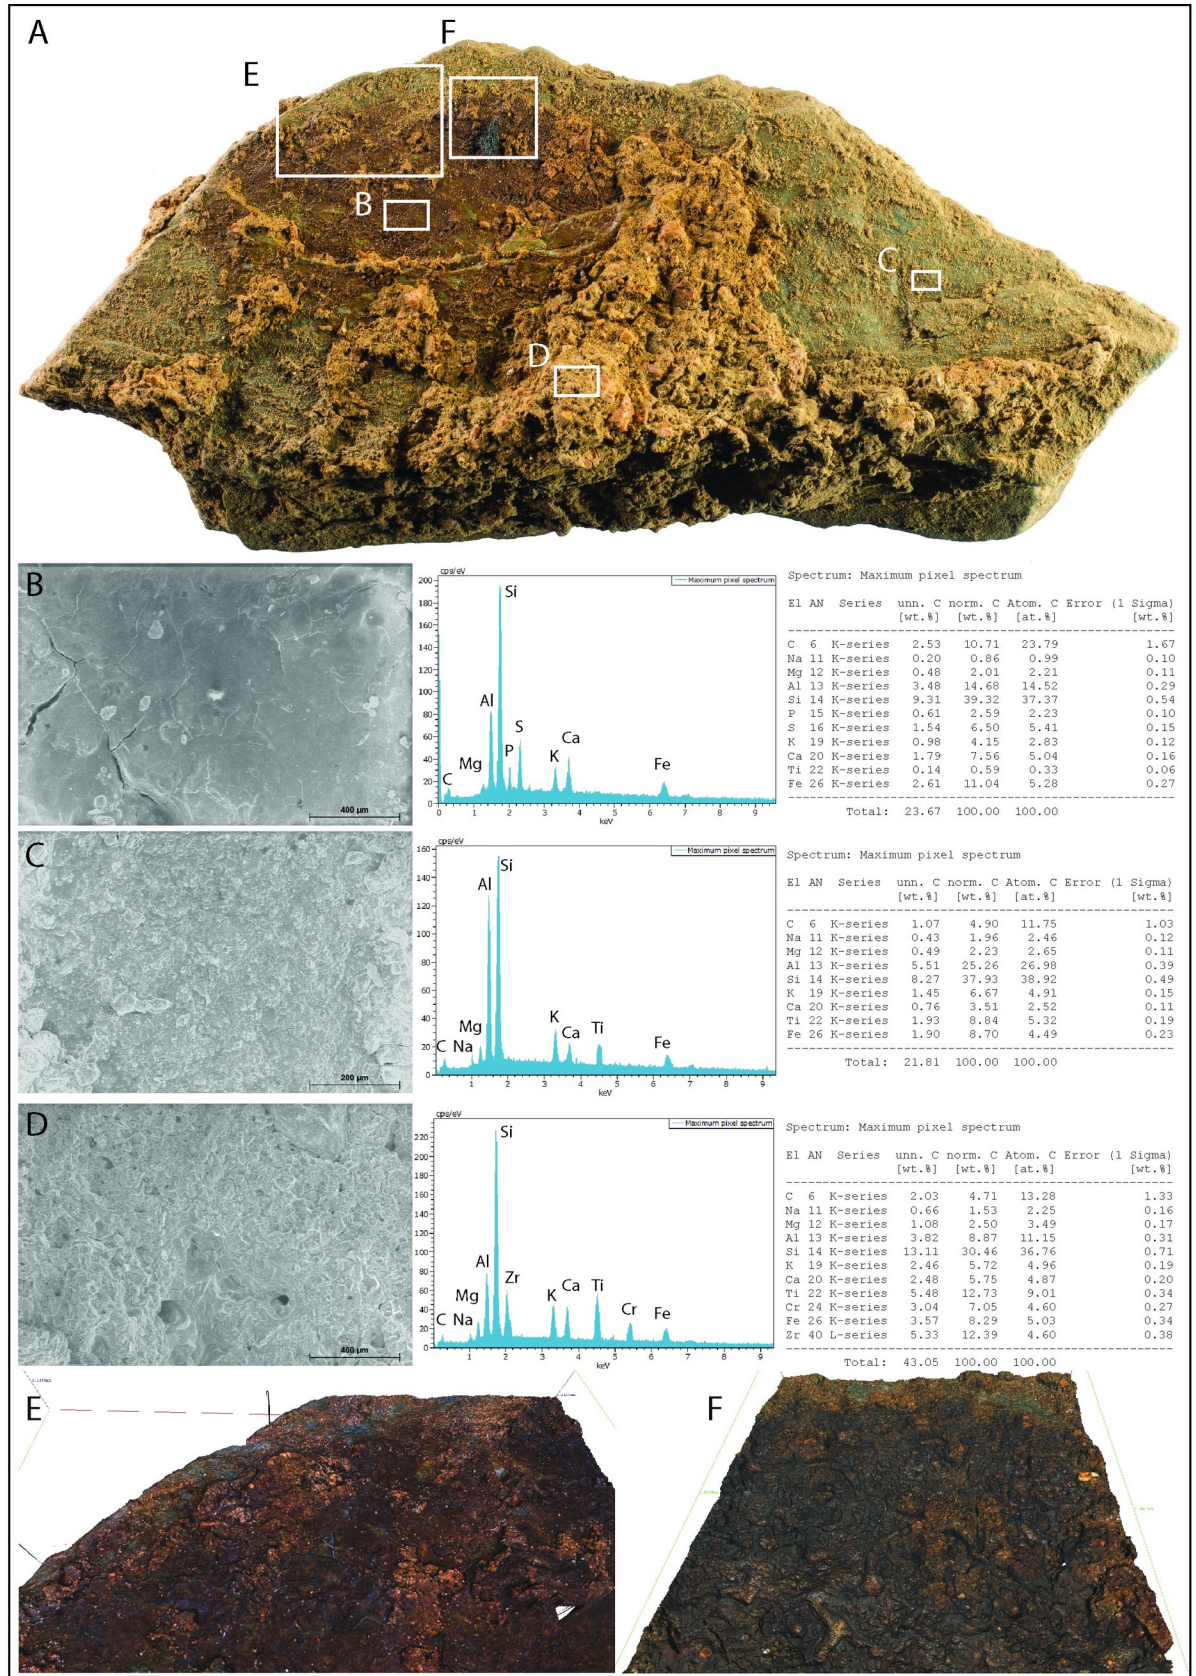 A
F
E
B
C
D
B
400 µm
cps/eV
Maximum pixel spectrum
200
180
160
140
120
100
80
60
40
20
0
Si
Al
S
P
Mg
C
K
Ca
Fe
0 1 2 3 4 5 6 7 8 9
keV
Spectrum: Maximum pixel spectrum
El AN Series unn. C norm. C Atom. C Error (1 Sigma)
[wt.%] [wt.%] [at.%] [wt.%]
C 6 K-series 2.53 10.71 23.79 1.67
Na 11 K-series 0.20 0.86 0.99 0.10
Mg 12 K-series 0.48 2.01 2.21 0.11
Al 13 K-series 3.48 14.68 14.52 0.29
Si 14 K-series 9.31 39.32 37.37 0.54
P 15 K-series 0.61 2.59 2.23 0.10
S 16 K-series 1.54 6.50 5.41 0.15
K 19 K-series 0.98 4.15 2.83 0.12
Ca 20 K-series 1.79 7.56 5.04 0.16
Ti 22 K-series 0.14 0.59 0.33 0.06
Fe 26 K-series 2.61 11.04 5.28 0.27
Total: 23.67 100.00 100.00
C
200 µm
cps/eV
Maximum pixel spectrum
160
140
120
100
80
60
40
20
0
Si
Al
Mg
C Na
K
Ca
Ti
Fe
1 2 3 4 5 6 7 8 9
keV
Spectrum: Maximum pixel spectrum
El AN Series unn. C norm. C Atom. C Error (1 Sigma)
[wt.%] [wt.%] [at.%] [wt.%]
C 6 K-series 1.07 4.90 11.75 1.03
Na 11 K-series 0.43 1.96 2.46 0.12
Mg 12 K-series 0.49 2.23 2.65 0.11
Al 13 K-series 5.51 25.26 26.98 0.39
Si 14 K-series 8.27 37.93 38.92 0.49
K 19 K-series 1.45 6.67 4.91 0.15
Ca 20 K-series 0.76 3.51 2.52 0.11
Ti 22 K-series 1.93 8.84 5.32 0.19
Fe 26 K-series 1.90 8.70 4.49 0.23
Total: 21.81 100.00 100.00
D
400 µm
cps/eV
Maximum pixel spectrum
220
200
180
160
140
120
100
80
60
40
20
0
Si
Al
Zr
Mg
C Na
K
Ca
Ti
Cr
Fe
1 2 3 4 5 6 7 8 9
keV
Spectrum: Maximum pixel spectrum
El AN Series unn. C norm. C Atom. C Error (1 Sigma)
[wt.%] [wt.%] [at.%] [wt.%]
C 6 K-series 2.03 4.71 13.28 1.33
Na 11 K-series 0.66 1.53 2.25 0.16
Mg 12 K-series 1.08 2.50 3.49 0.17
Al 13 K-series 3.82 8.87 11.15 0.31
Si 14 K-series 13.11 30.46 36.76 0.71
K 19 K-series 2.46 5.72 4.96 0.19
Ca 20 K-series 2.48 5.75 4.87 0.20
Ti 22 K-series 5.48 12.73 9.01 0.34
Cr 24 K-series 3.04 7.05 4.60 0.27
Fe 26 K-series 3.57 8.29 5.03 0.34
Zr 40 L-series 5.33 12.39 4.60 0.38
Total: 43.05 100.00 100.00
E
F